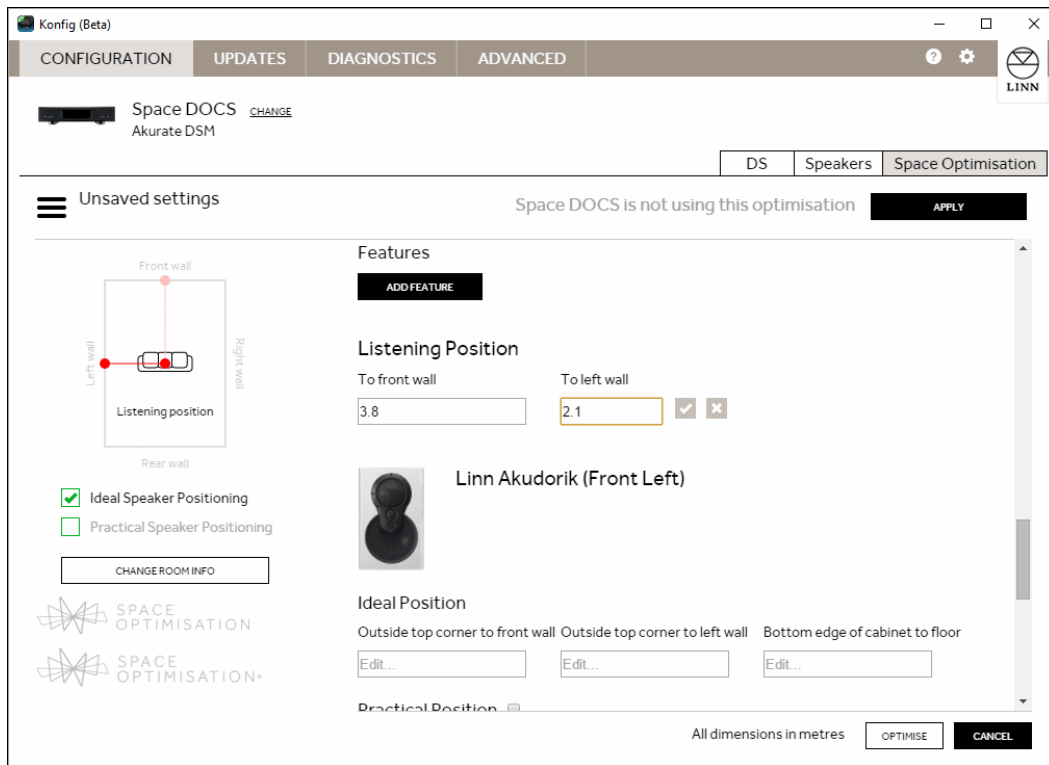 Konfig (Beta)
CONFIGURATION UPDATES DIAGNOSTICS ADVANCED
LINN
Space DOCS CHANGE
Akurate DSM
DS Speakers Space Optimisation
Unsaved settings
Space DOCS is not using this optimisation APPLY
Front wall
Left wall
Right wall
Listening position
Rear wall
Ideal Speaker Positioning
Practical Speaker Positioning
CHANGE ROOM INFO
SPACE
OPTIMISATION
SPACE
OPTIMISATION+
Features
ADD FEATURE
Listening Position
To front wall To left wall
3.8 2.1
Linn Akudorik (Front Left)
Ideal Position
Outside top corner to front wall Outside top corner to left wall Bottom edge of cabinet to floor
Edit... Edit... Edit...
Practical Position
All dimensions in metres OPTIMISE CANCEL